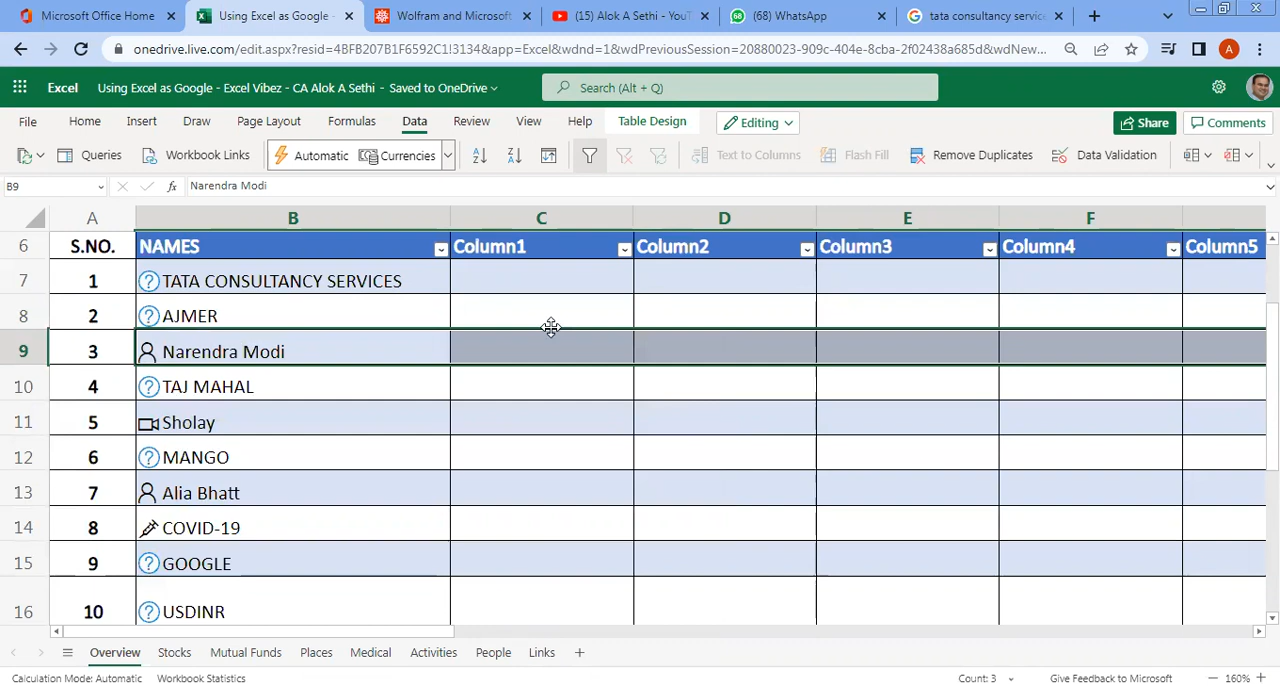 Microsoft Office Home
Using Excel as Google -
Wolfram and Microsoft
(15) Alok A Sethi - YouT
(68) WhatsApp
tata consultancy service
onedrive.live.com/edit.aspx?resid=4BFB207B1F6592C1!3134&app=Excel&wdnd=1&wdPreviousSession=20880023-909c-404e-8cba-2f02438a685d&wdNew...
A
Excel
Using Excel as Google - Excel Vibez - CA Alok A Sethi - Saved to OneDrive
Search (Alt + Q)
File Home Insert Draw Page Layout Formulas Data Review View Help Table Design Editing Share Comments
Queries Workbook Links Automatic Currencies Text to Columns Flash Fill Remove Duplicates Data Validation
B9 fx Narendra Modi
A B C D E F
6 S.NO. NAMES Column1 Column2 Column3 Column4 Column5
7 1 TATA CONSULTANCY SERVICES
8 2 AJMER
9 3 Narendra Modi
10 4 TAJ MAHAL
11 5 Sholay
12 6 MANGO
13 7 Alia Bhatt
14 8 COVID-19
15 9 GOOGLE
16 10 USDINR
Overview Stocks Mutual Funds Places Medical Activities People Links
Calculation Mode: Automatic Workbook Statistics Count: 3 Give Feedback to Microsoft 160%